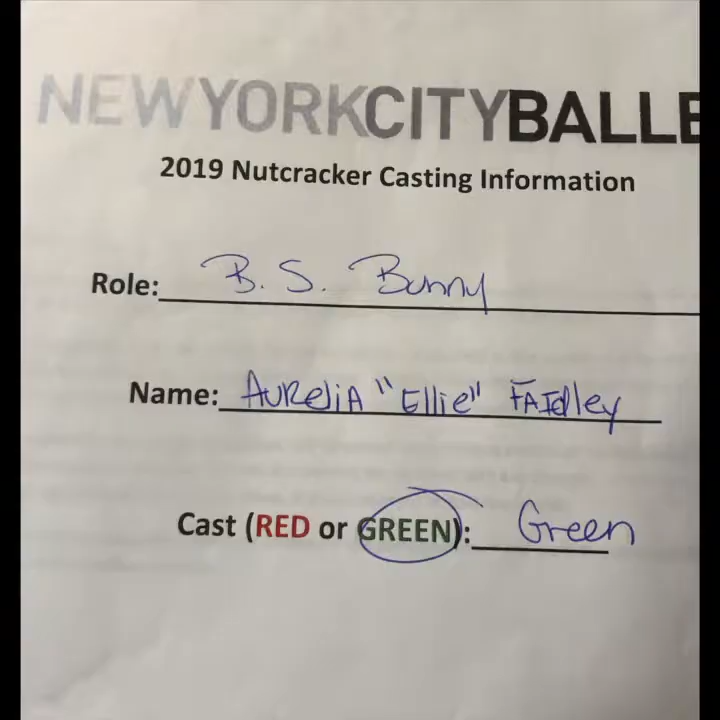 NEWYORKCITYBALLE
2019 Nutcracker Casting Information
Role: B. S. Bunny
Name: AURELIA "Ellie" FAIdley
Cast (RED or GREEN): Green